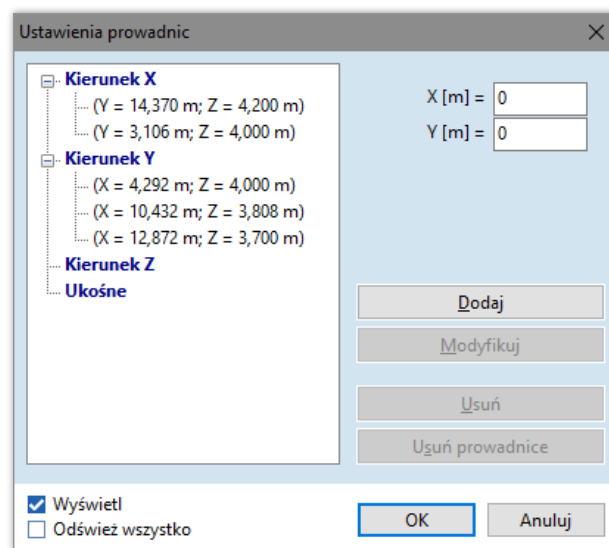 Ustawienia prowadnic
Kierunek X
(Y = 14,370 m; Z = 4,200 m)
(Y = 3,106 m; Z = 4,000 m)
Kierunek Y
(X = 4,292 m; Z = 4,000 m)
(X = 10,432 m; Z = 3,808 m)
(X = 12,872 m; Z = 3,700 m)
Kierunek Z
Ukośne
X [m] = 0
Y [m] = 0
Dodaj
Modyfikuj
Usuń
Usuń prowadnice
Wyświetl
Odśwież wszystko
OK
Anuluj